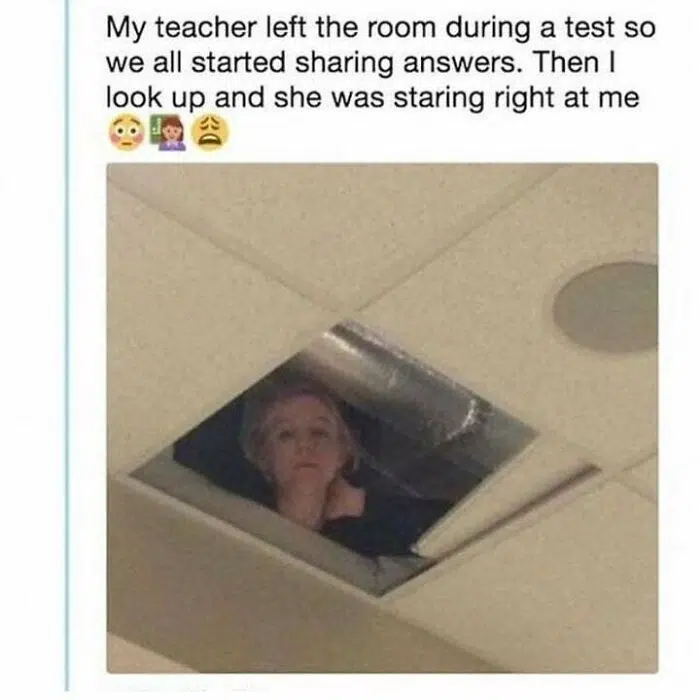 My teacher left the room during a test so
we all started sharing answers. Then I
look up and she was staring right at me
😳👩‍🏫😩